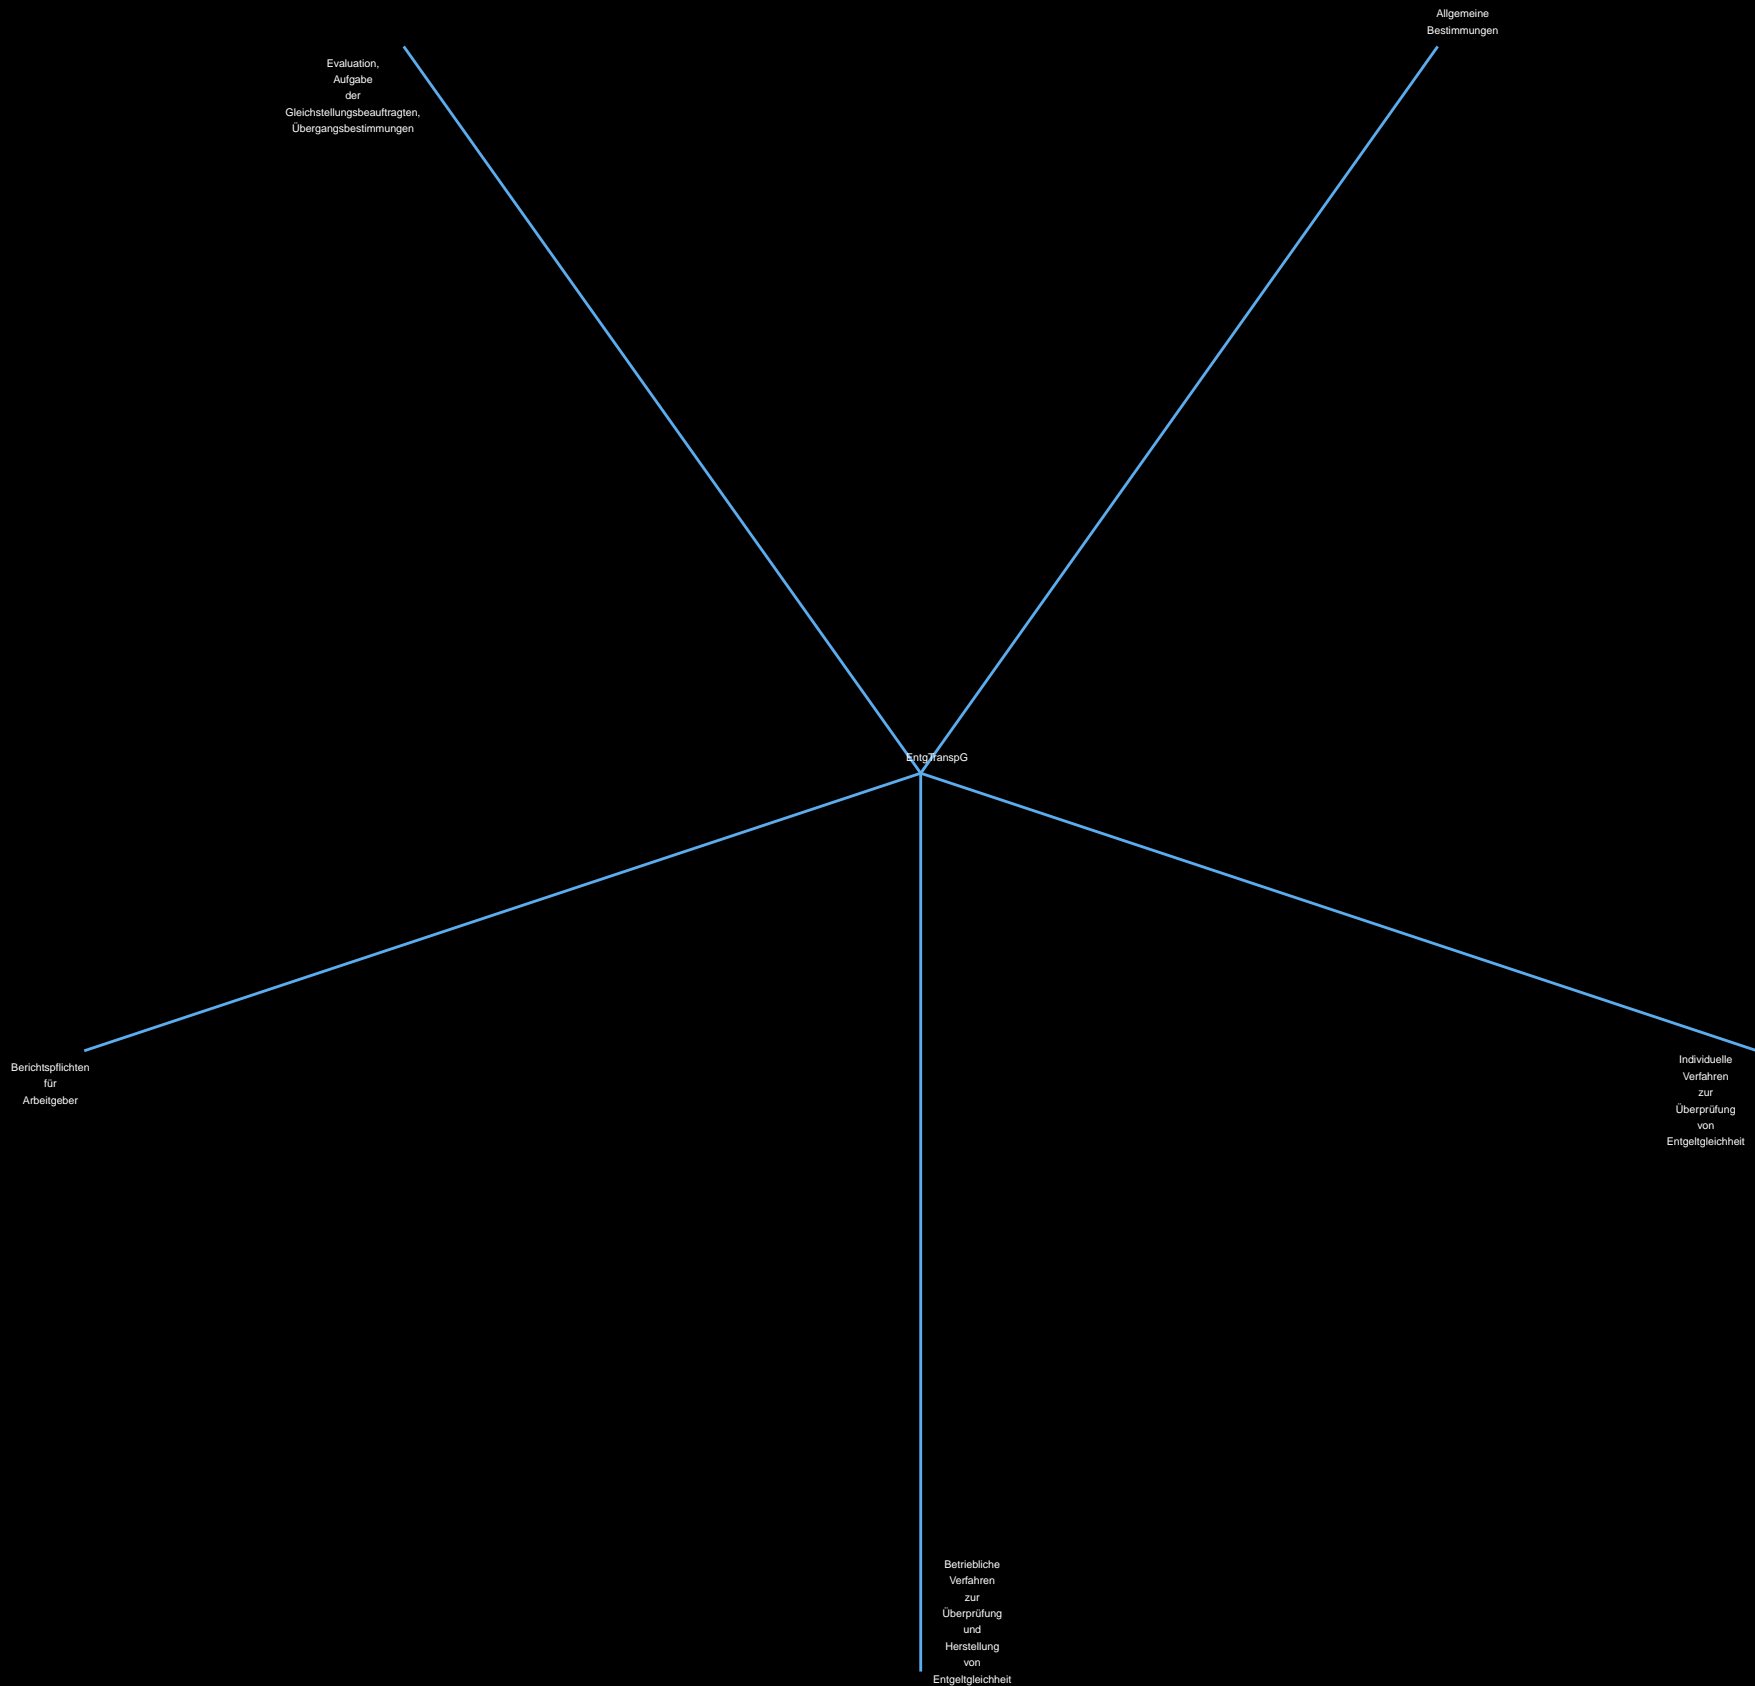 Allgemeine
Bestimmungen
Evaluation,
Aufgabe
der
Gleichstellungsbeauftragten,
Übergangsbestimmungen
EntgTranspG
Berichtspflichten
für
Arbeitgeber
Individuelle
Verfahren
zur
Überprüfung
von
Entgeltgleichheit
Betriebliche
Verfahren
zur
Überprüfung
und
Herstellung
von
Entgeltgleichheit